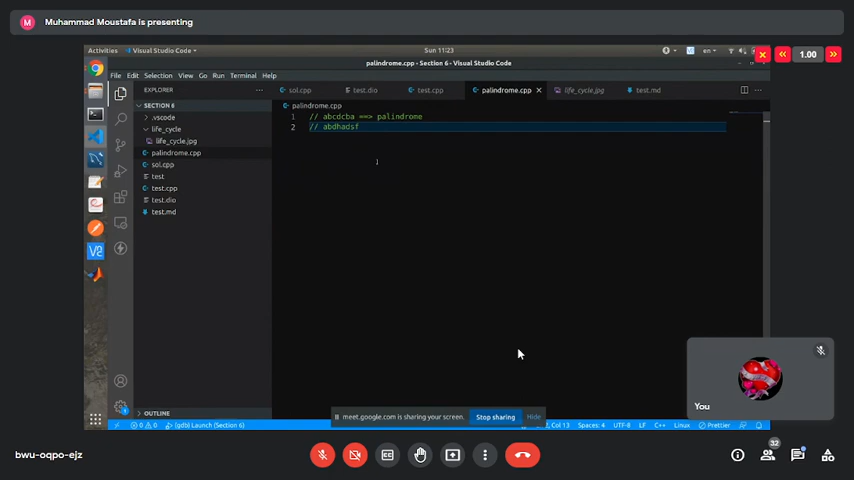 M Muhammad Moustafa is presenting
Activities Visual Studio Code Sun 11:23 en
1.00
palindrome.cpp - Section 6 - Visual Studio Code
File Edit Selection View Go Run Terminal Help
EXPLORER
sol.cpp test.dio test.cpp palindrome.cpp life_cycle.jpg test.md
SECTION 6
.vscode
life_cycle
life_cycle.jpg
palindrome.cpp
sol.cpp
test
test.cpp
test.dio
test.md
palindrome.cpp
1 // abcdcba ==> palindrome
2 // abdhadsf
OUTLINE
meet.google.com is sharing your screen. Stop sharing Hide
You
0 0 (gdb) Launch (Section 6) Col 13 Spaces: 4 UTF-8 LF C++ Linux Prettier
bwu-oqpo-ejz
32